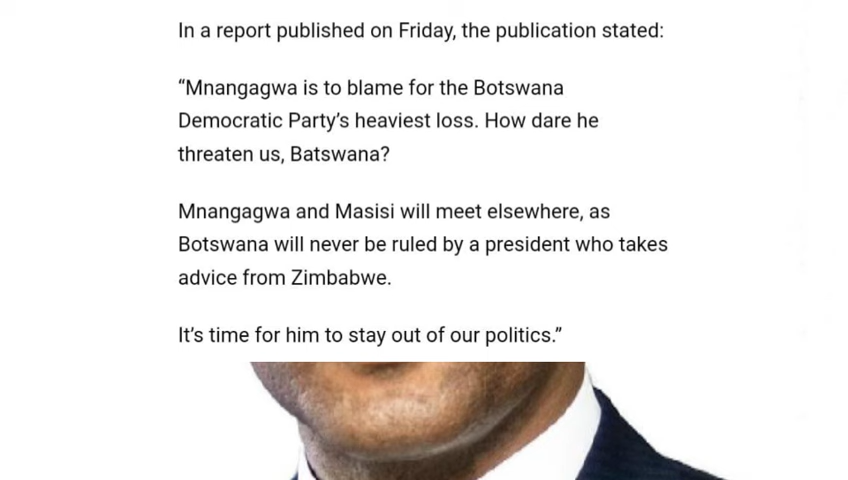 In a report published on Friday, the publication stated:
“Mnangagwa is to blame for the Botswana
Democratic Party’s heaviest loss. How dare he
threaten us, Batswana?
Mnangagwa and Masisi will meet elsewhere, as
Botswana will never be ruled by a president who takes
advice from Zimbabwe.
It’s time for him to stay out of our politics.”